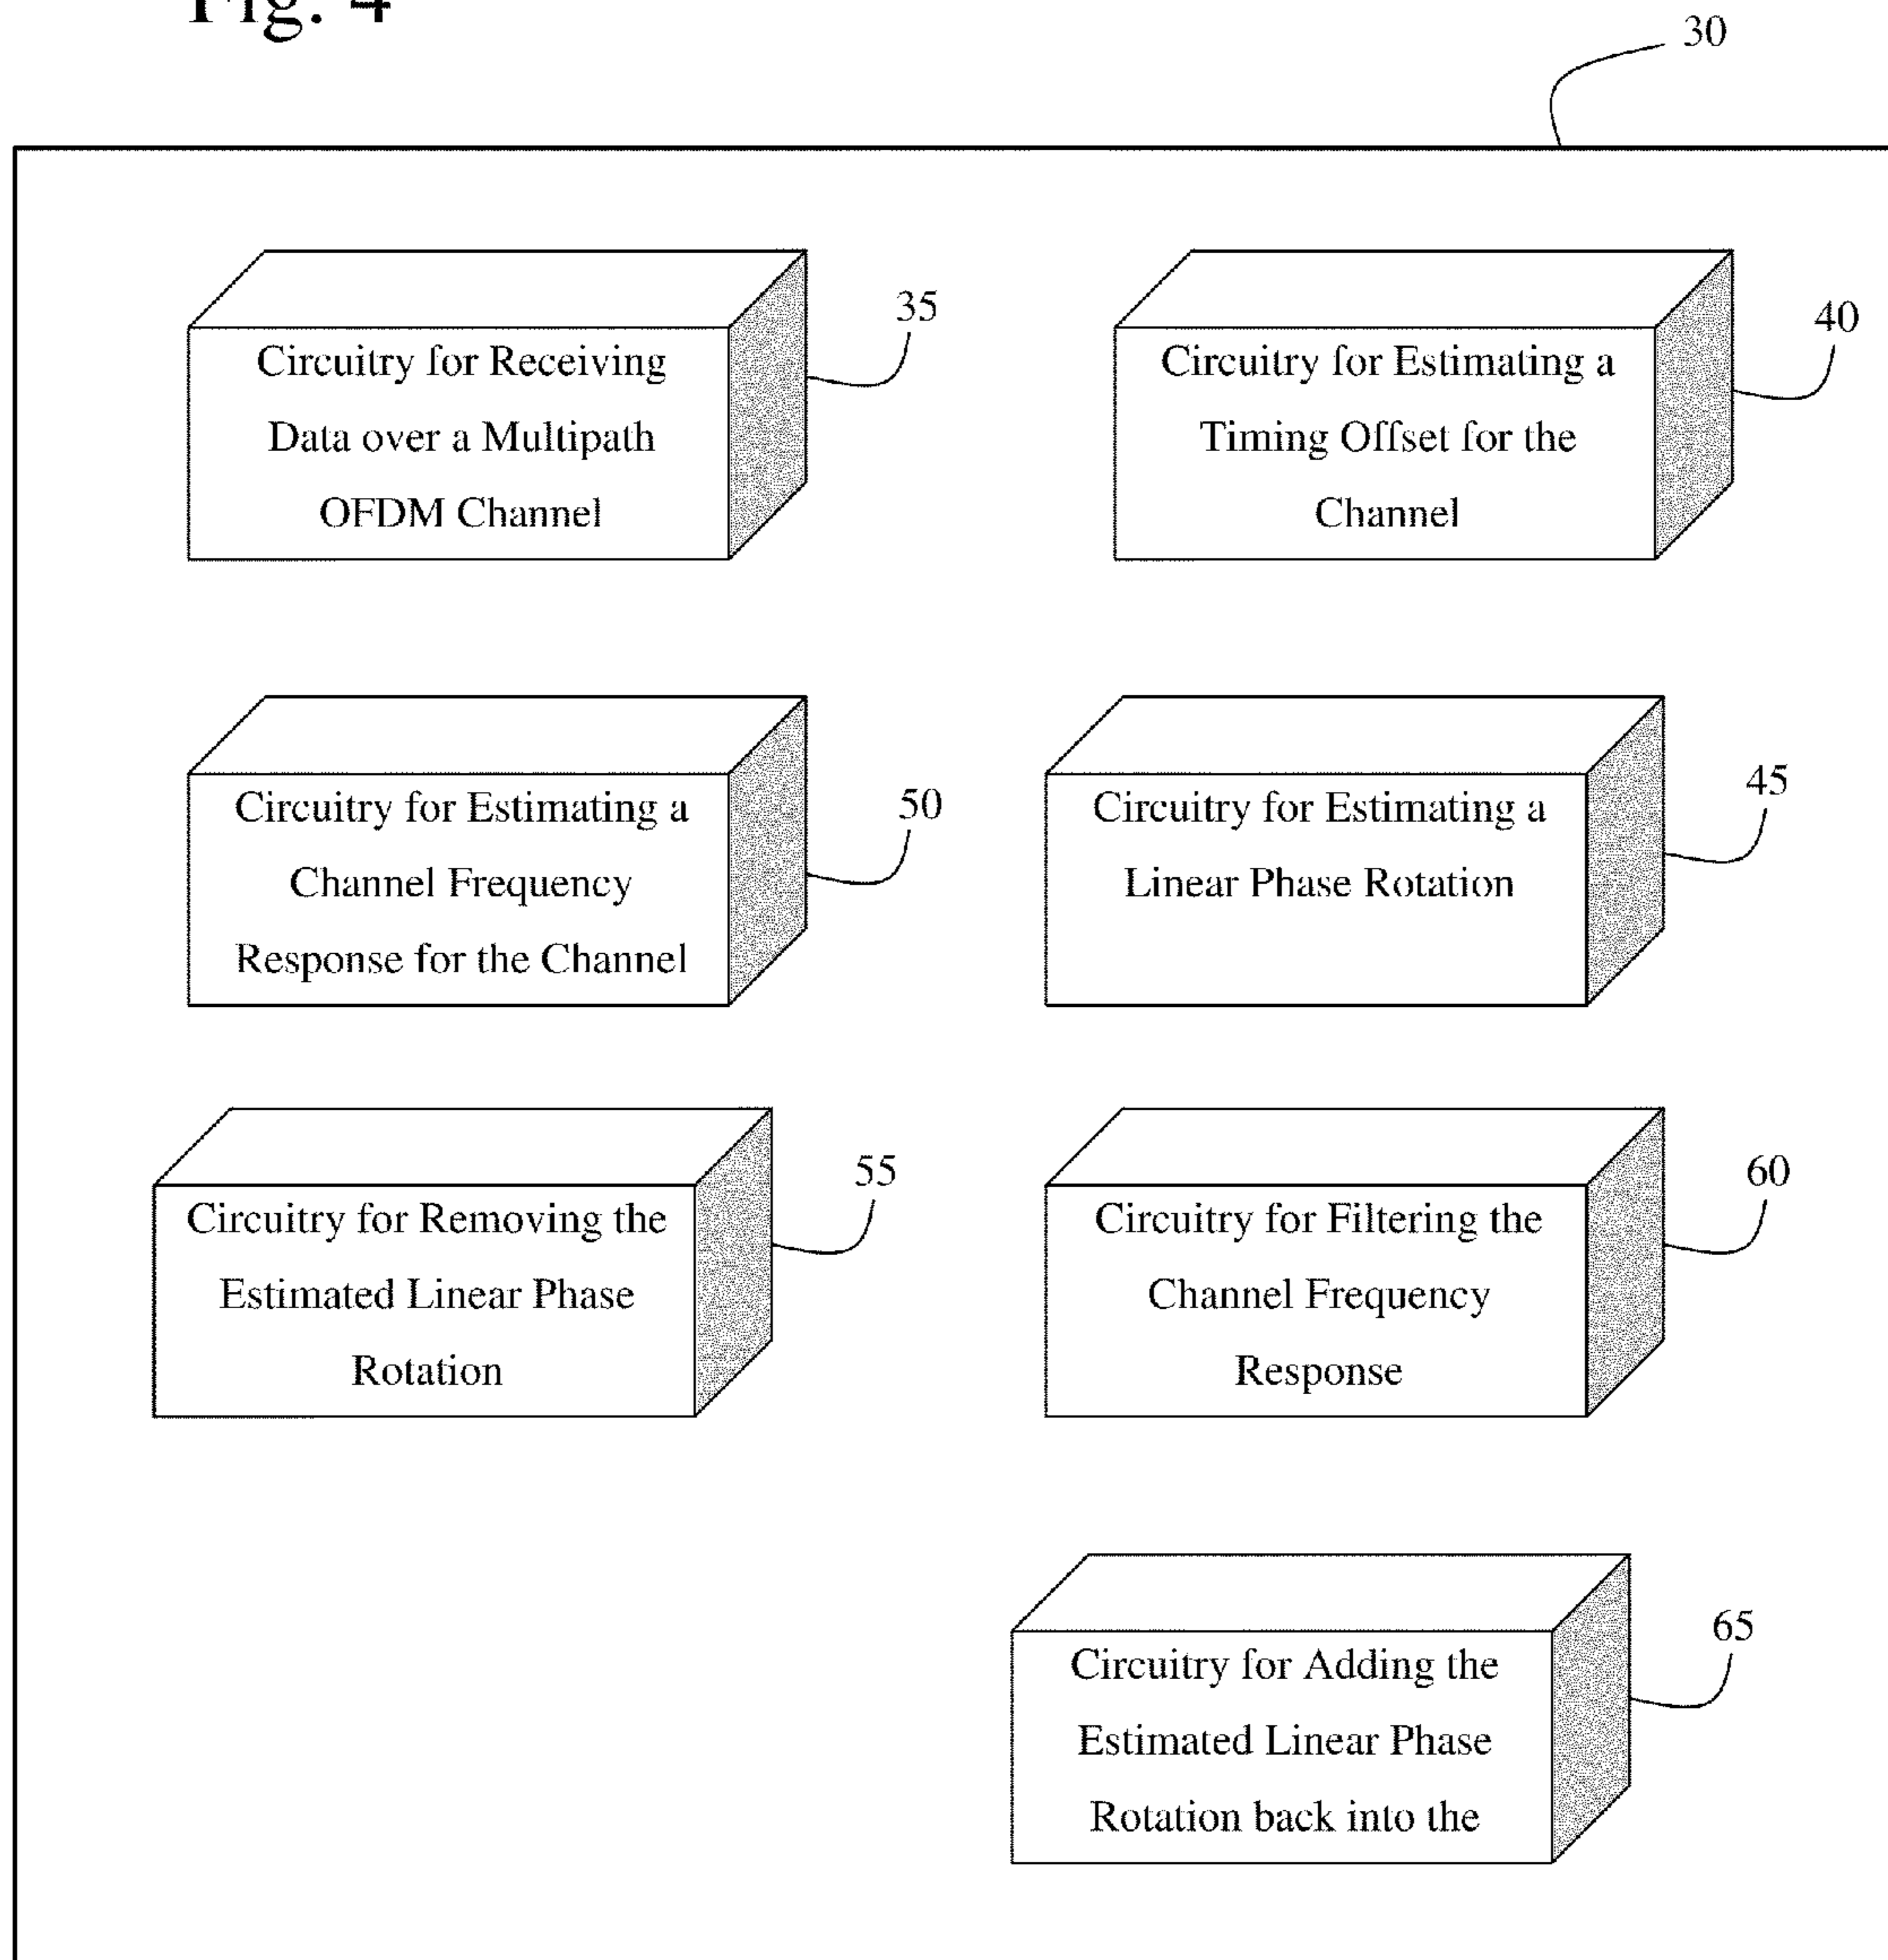 Fig. 4
30
Circuitry for Receiving
Data over a Multipath
OFDM Channel
35
Circuitry for Estimating a
Timing Offset for the
Channel
40
Circuitry for Estimating a
Channel Frequency
Response for the Channel
50
Circuitry for Estimating a
Linear Phase Rotation
45
Circuitry for Removing the
Estimated Linear Phase
Rotation
55
Circuitry for Filtering the
Channel Frequency
Response
60
Circuitry for Adding the
Estimated Linear Phase
Rotation back into the
65